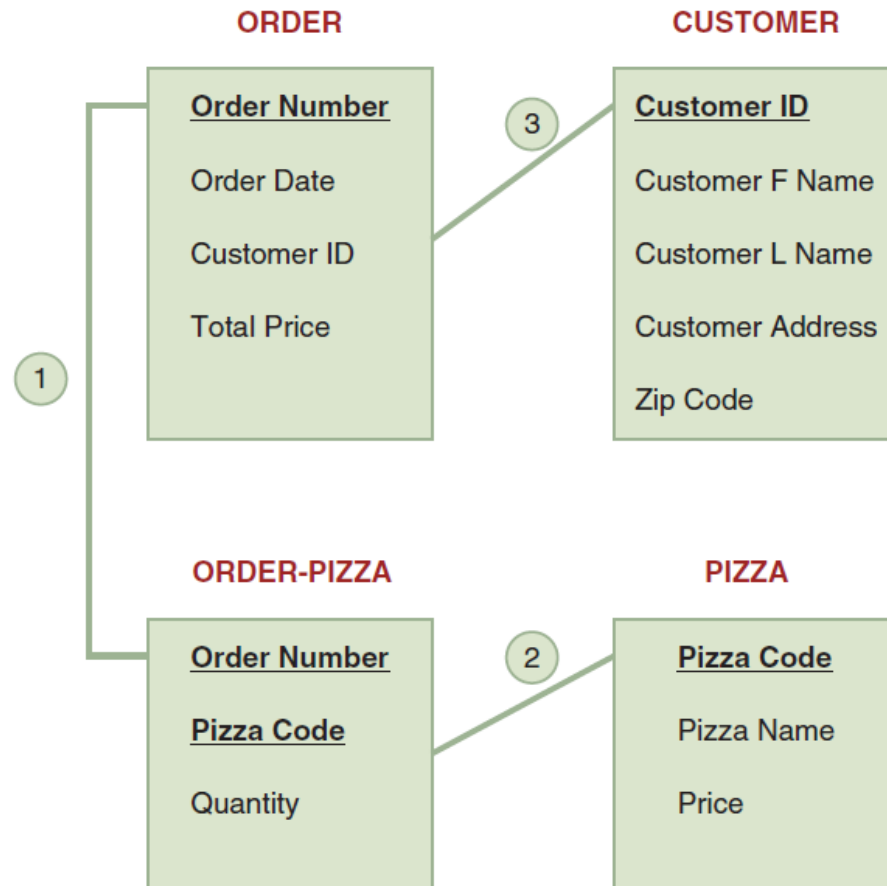 ORDER
Order Number
Order Date
Customer ID
Total Price
CUSTOMER
Customer ID
Customer F Name
Customer L Name
Customer Address
Zip Code
3
1
ORDER-PIZZA
Order Number
Pizza Code
Quantity
2
PIZZA
Pizza Code
Pizza Name
Price